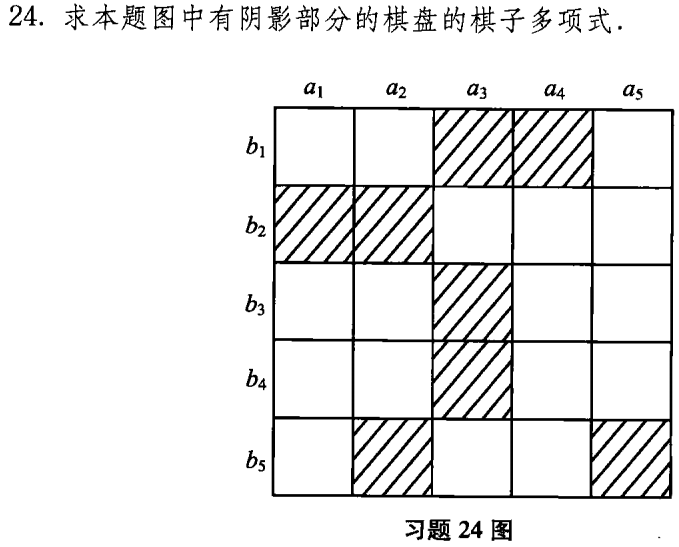 24. 求本题图中有阴影部分的棋盘的棋子多项式.
a1 a2 a3 a4 a5
b1
b2
b3
b4
b5
习题 24 图